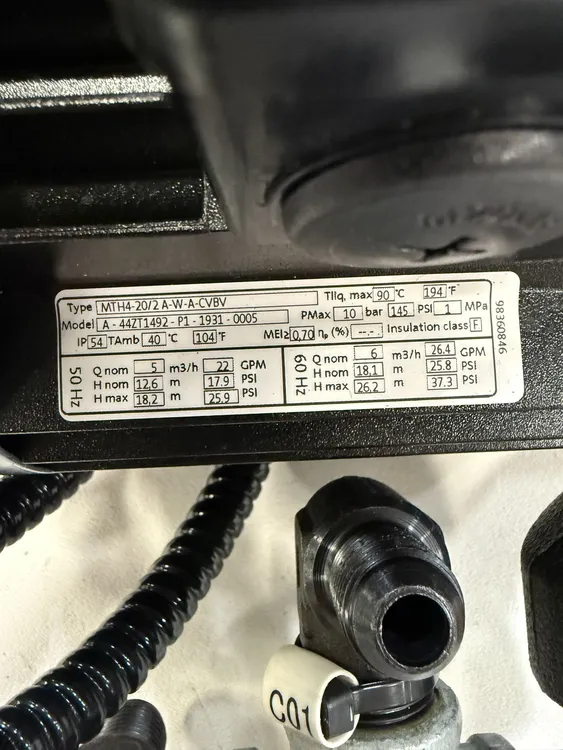 Type MTH4-20/2 A-W-A-CVBV Tliq. max 90 °C 194 °F
Model A - 44ZT1492 - P1 - 1931 - 0005 PMax 10 bar 145 PSI 1 MPa
IP 54 TAmb 40 °C 104 °F MEI≥ 0,70 ηp (%) --.- Insulation class F
50 Hz
Q nom 5 m3/h 22 GPM
H nom 12,6 m 17.9 PSI
H max 18,2 m 25.9 PSI
60 Hz
Q nom 6 m3/h 26.4 GPM
H nom 18,1 m 25.8 PSI
H max 26,2 m 37.3 PSI
98360846
C01